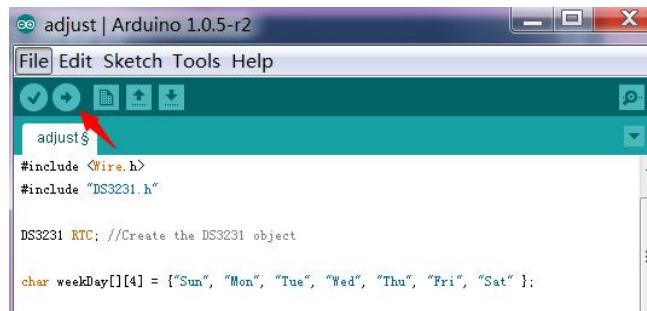 adjust | Arduino 1.0.5-r2
File Edit Sketch Tools Help
adjust§
#include <Wire.h>
#include "DS3231.h"
DS3231 RTC; //Create the DS3231 object
char weekDay[][4] = {"Sun", "Mon", "Tue", "Wed", "Thu", "Fri", "Sat" };